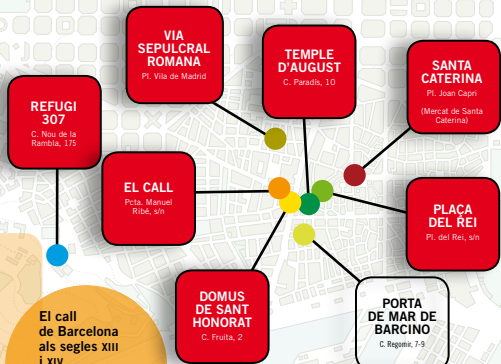 VIA
SEPULCRAL
ROMANA
Pl. Vila de Madrid
TEMPLE
D'AUGUST
C. Paradís, 10
SANTA
CATERINA
Pl. Joan Capri
(Mercat de Santa
Caterina)
REFUGI
307
C. Nou de la
Rambla, 175
EL CALL
Pcta. Manuel
Ribé, s/n
PLAÇA
DEL REI
Pl. del Rei, s/n
DOMUS
DE SANT
HONORAT
C. Fruita, 2
PORTA
DE MAR DE
BARCINO
C. Regomir, 7-9
El call
de Barcelona
als segles XIII
i XIV